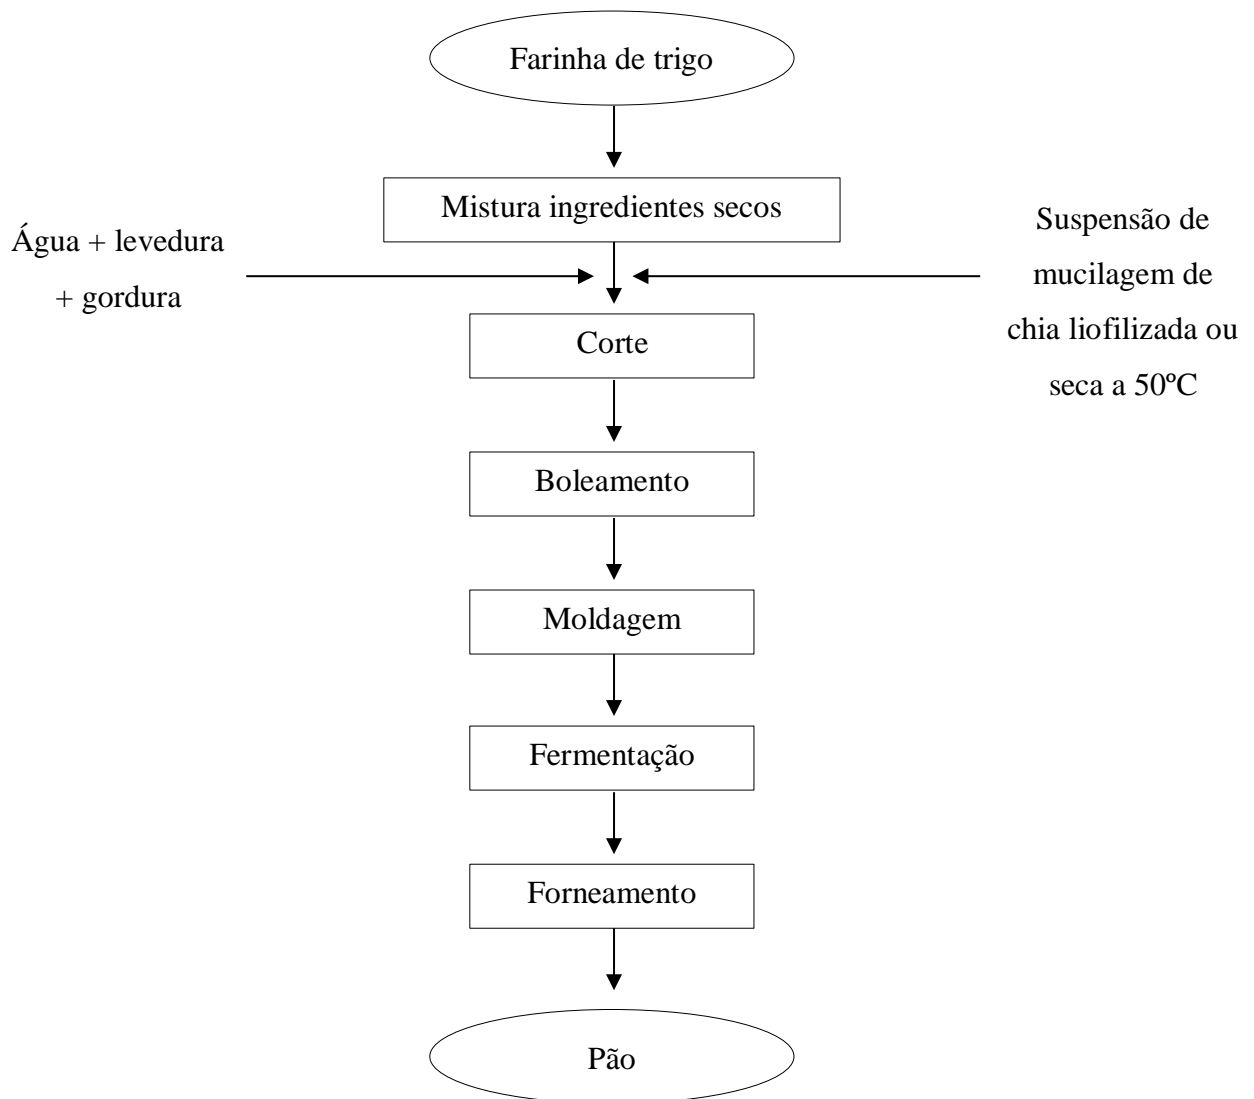 Farinha de trigo
Mistura ingredientes secos
Água + levedura
+ gordura
Suspensão de
mucilagem de
chia liofilizada ou
seca a 50ºC
Corte
Boleamento
Moldagem
Fermentação
Forneamento
Pão